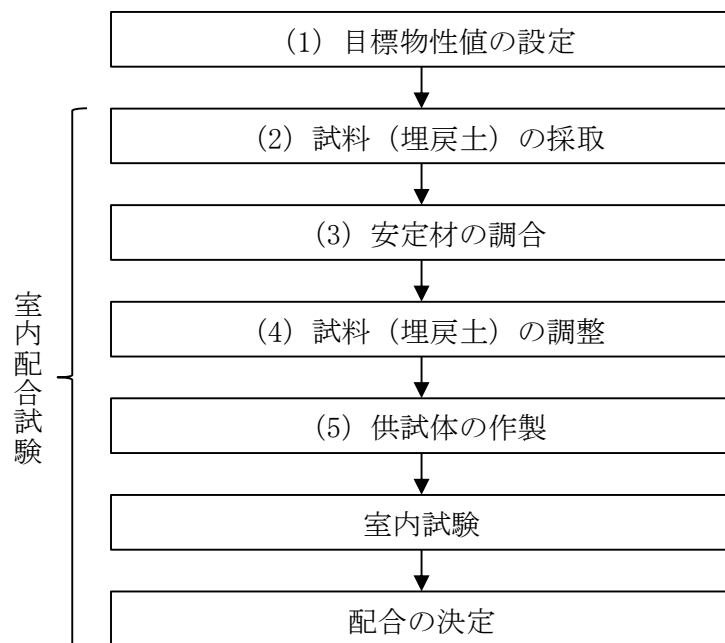 (1) 目標物性値の設定
(2) 試料（埋戻土）の採取
(3) 安定材の調合
(4) 試料（埋戻土）の調整
(5) 供試体の作製
室内試験
配合の決定
室内配合試験